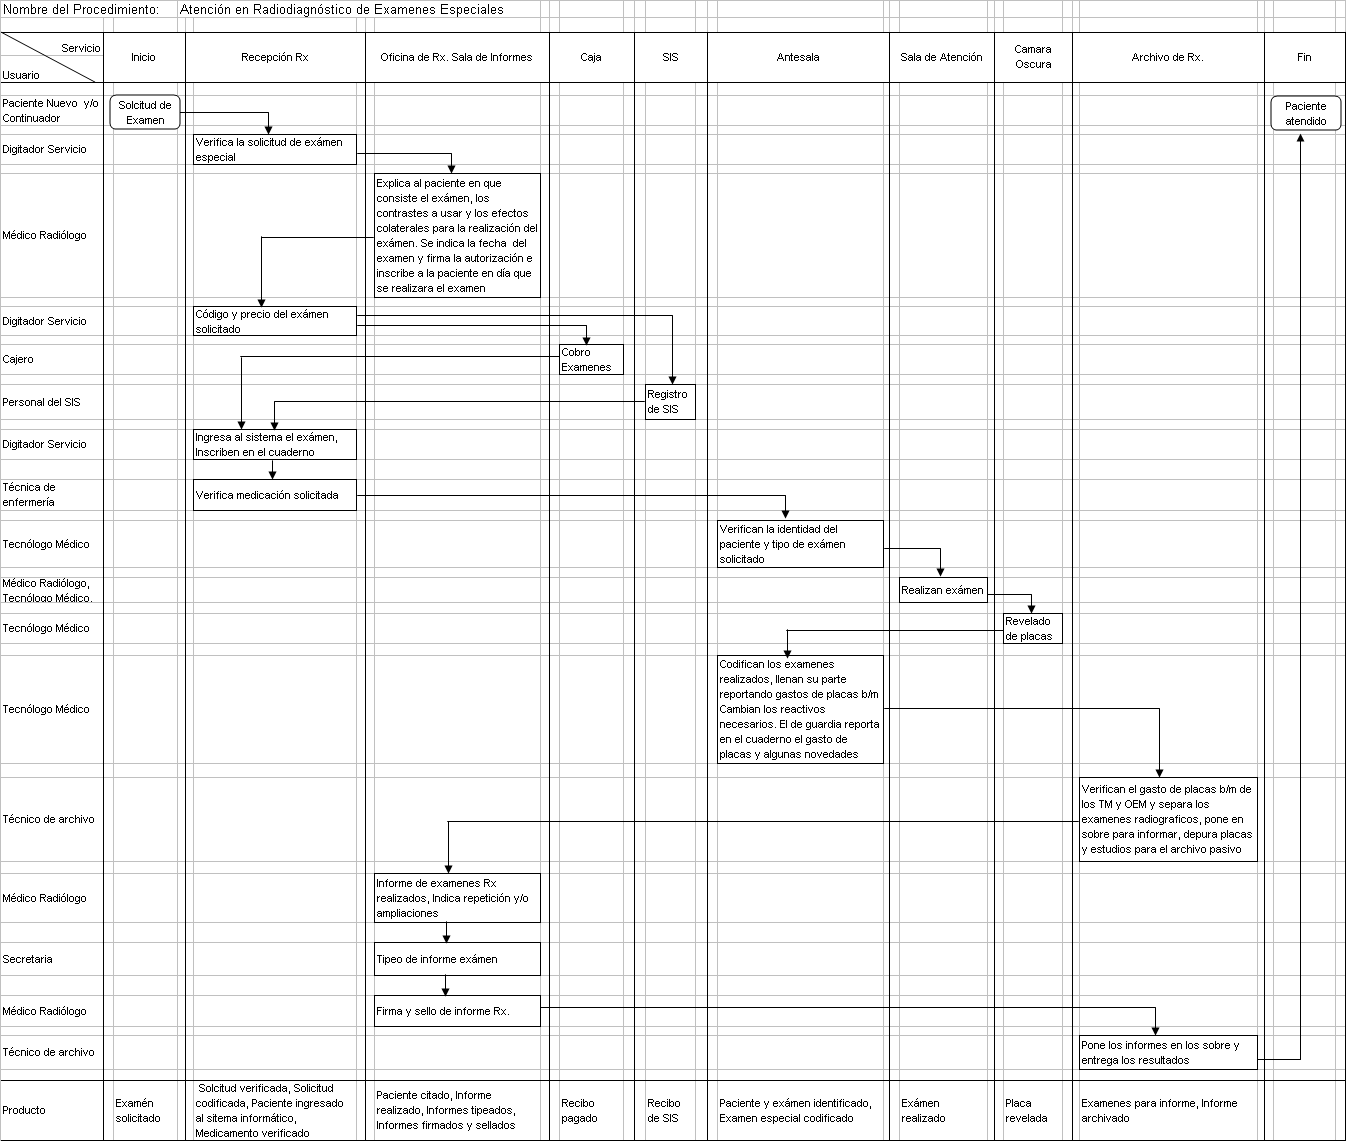 Nombre del Procedimiento: Atención en Radiodiagnóstico de Examenes Especiales
Servicio
Usuario
Inicio
Recepción Rx
Oficina de Rx. Sala de Informes
Caja
SIS
Antesala
Sala de Atención
Camara
Oscura
Archivo de Rx.
Fin
Paciente Nuevo y/o
Continuador
Solcitud de
Examen
Paciente
atendido
Digitador Servicio
Verifica la solicitud de exámen
especial
Médico Radiólogo
Explica al paciente en que
consiste el exámen, los
contrastes a usar y los efectos
colaterales para la realización del
exámen. Se indica la fecha del
examen y firma la autorización e
inscribe a la paciente en día que
se realizara el examen
Digitador Servicio
Código y precio del exámen
solicitado
Cajero
Cobro
Examenes
Personal del SIS
Registro
de SIS
Digitador Servicio
Ingresa al sistema el exámen,
Inscriben en el cuaderno
Técnica de
enfermería
Verifica medicación solicitada
Tecnólogo Médico
Verifican la identidad del
paciente y tipo de exámen
solicitado
Médico Radiólogo,
Tecnólogo Médico.
Realizan exámen
Tecnólogo Médico
Revelado
de placas
Tecnólogo Médico
Codifican los examenes
realizados, llenan su parte
reportando gastos de placas b/m
Cambian los reactivos
necesarios. El de guardia reporta
en el cuaderno el gasto de
placas y algunas novedades
Técnico de archivo
Verifican el gasto de placas b/m de
los TM y OEM y separa los
examenes radiograficos, pone en
sobre para informar, depura placas
y estudios para el archivo pasivo
Médico Radiólogo
Informe de examenes Rx
realizados, Indica repetición y/o
ampliaciones
Secretaria
Tipeo de informe exámen
Médico Radiólogo
Firma y sello de informe Rx.
Técnico de archivo
Pone los informes en los sobre y
entrega los resultados
Producto
Examén
solicitado
Solcitud verificada, Solicitud
codificada, Paciente ingresado
al sitema informático,
Medicamento verificado
Paciente citado, Informe
realizado, Informes tipeados,
Informes firmados y sellados
Recibo
pagado
Recibo
de SIS
Paciente y exámen identificado,
Examen especial codificado
Exámen
realizado
Placa
revelada
Examenes para informe, Informe
archivado